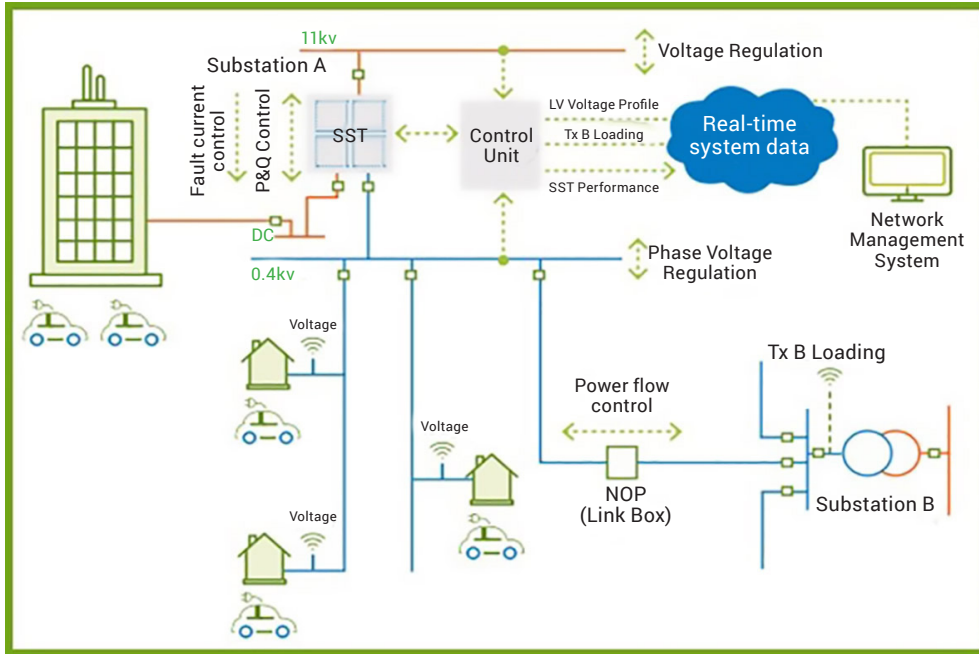 11kv
Voltage Regulation
Substation A
Fault current
control
P&Q Control
SST
Control
Unit
LV Voltage Profile
Tx B Loading
SST Performance
Real-time
system data
Network
Management
System
DC
0.4kv
Phase Voltage
Regulation
Voltage
Voltage
Voltage
Power flow
control
NOP
(Link Box)
Tx B Loading
Substation B